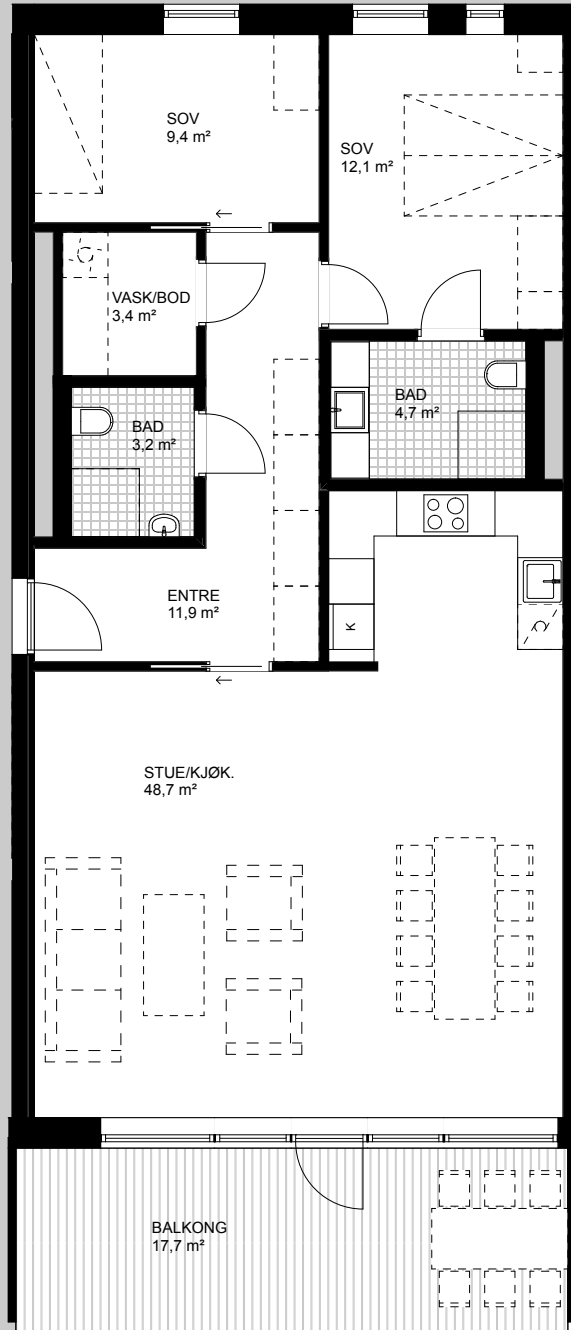 SOV
9,4 m²
SOV
12,1 m²
VASK/BOD
3,4 m²
BAD
3,2 m²
BAD
4,7 m²
ENTRE
11,9 m²
K
STUE/KJØK.
48,7 m²
BALKONG
17,7 m²